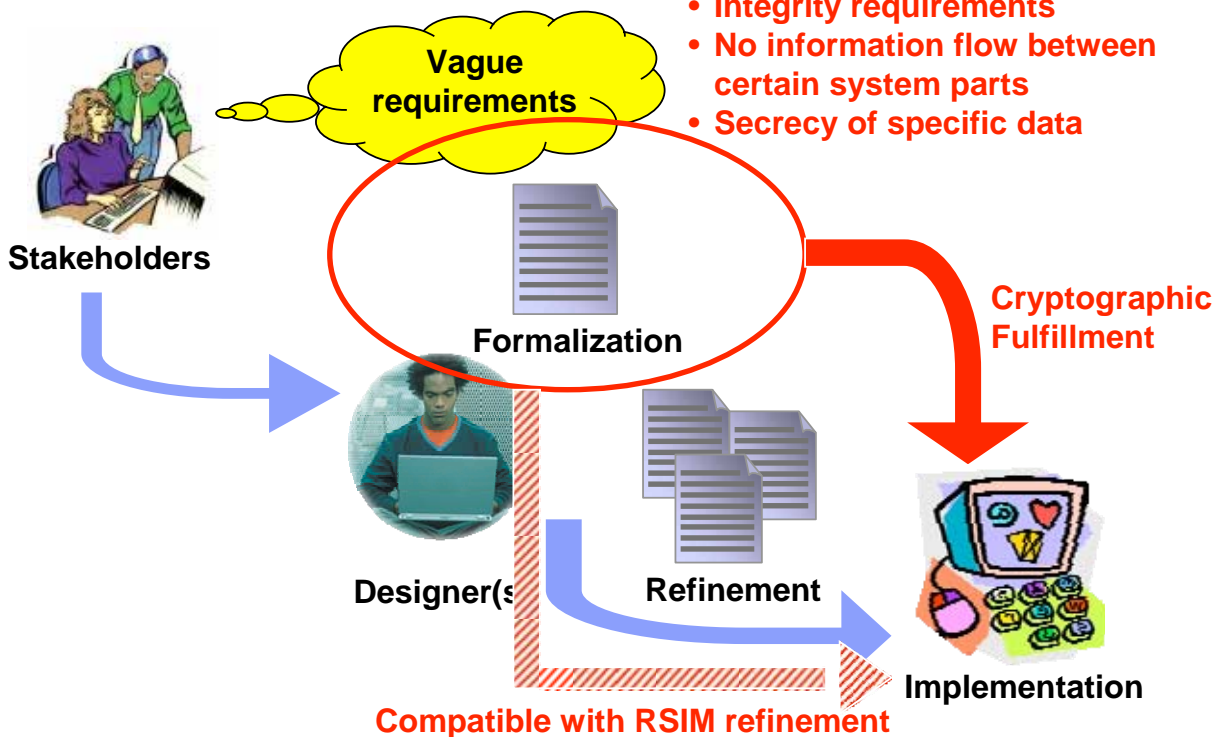 • Integrity requirements
• No information flow between
certain system parts
• Secrecy of specific data
Vague
requirements
Stakeholders
Formalization
Cryptographic
Fulfillment
Designer(s
Refinement
Implementation
Compatible with RSIM refinement